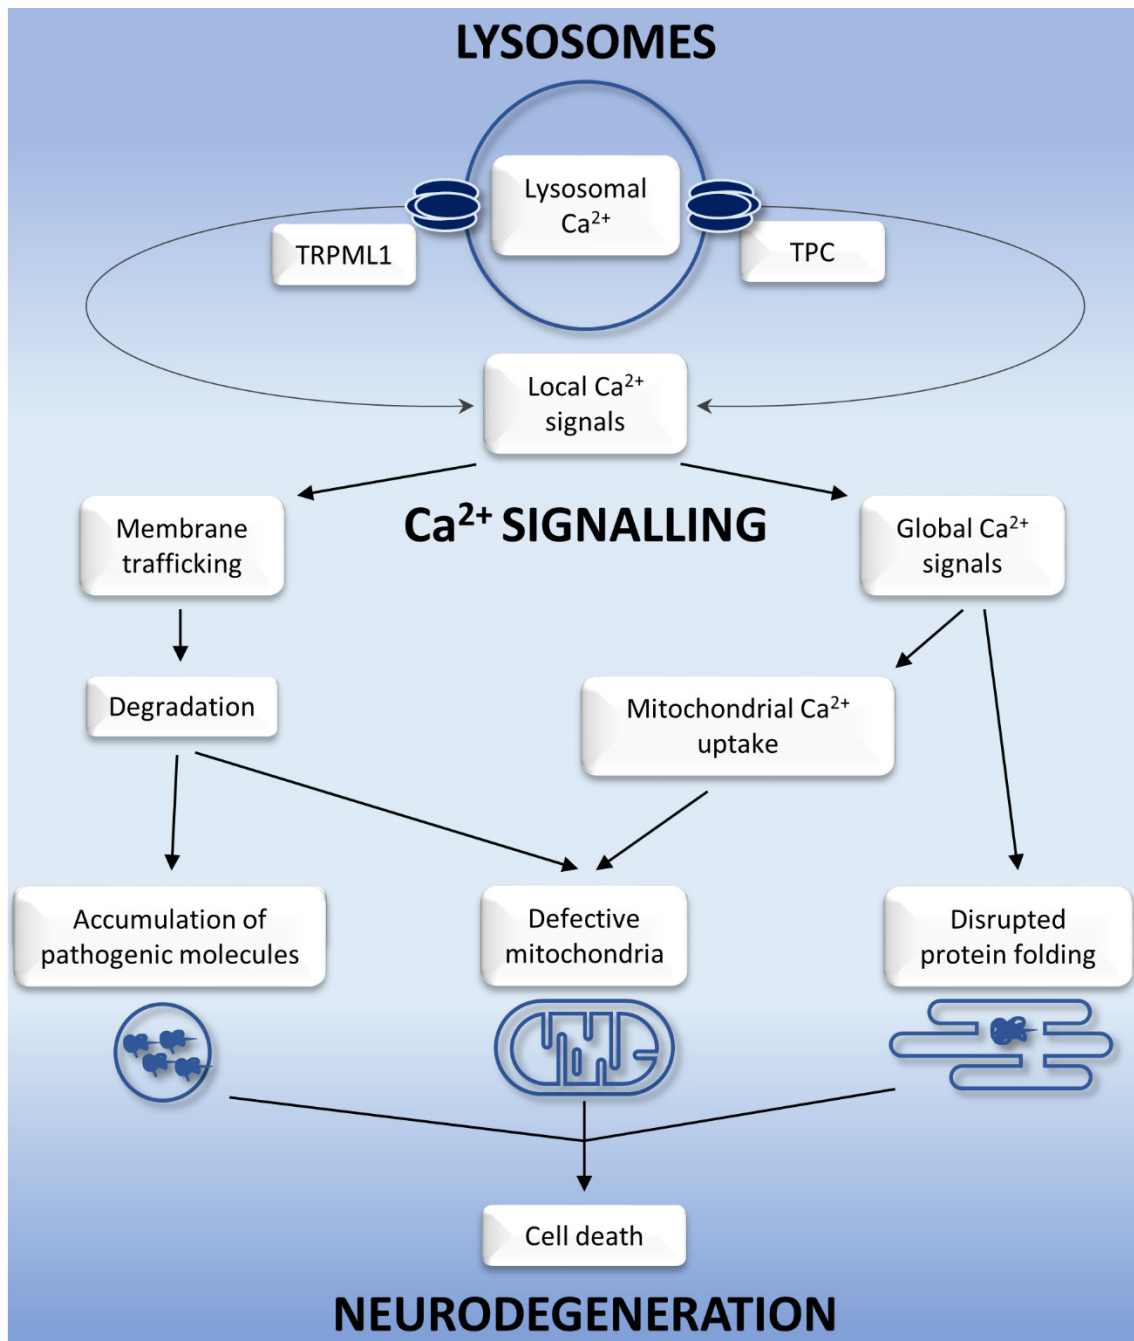 LYSOSOMES
Lysosomal
Ca²⁺
TRPML1
TPC
Local Ca²⁺
signals
Ca²⁺ SIGNALLING
Membrane
trafficking
Global Ca²⁺
signals
Degradation
Mitochondrial Ca²⁺
uptake
Accumulation of
pathogenic molecules
Defective
mitochondria
Disrupted
protein folding
Cell death
NEURODEGENERATION